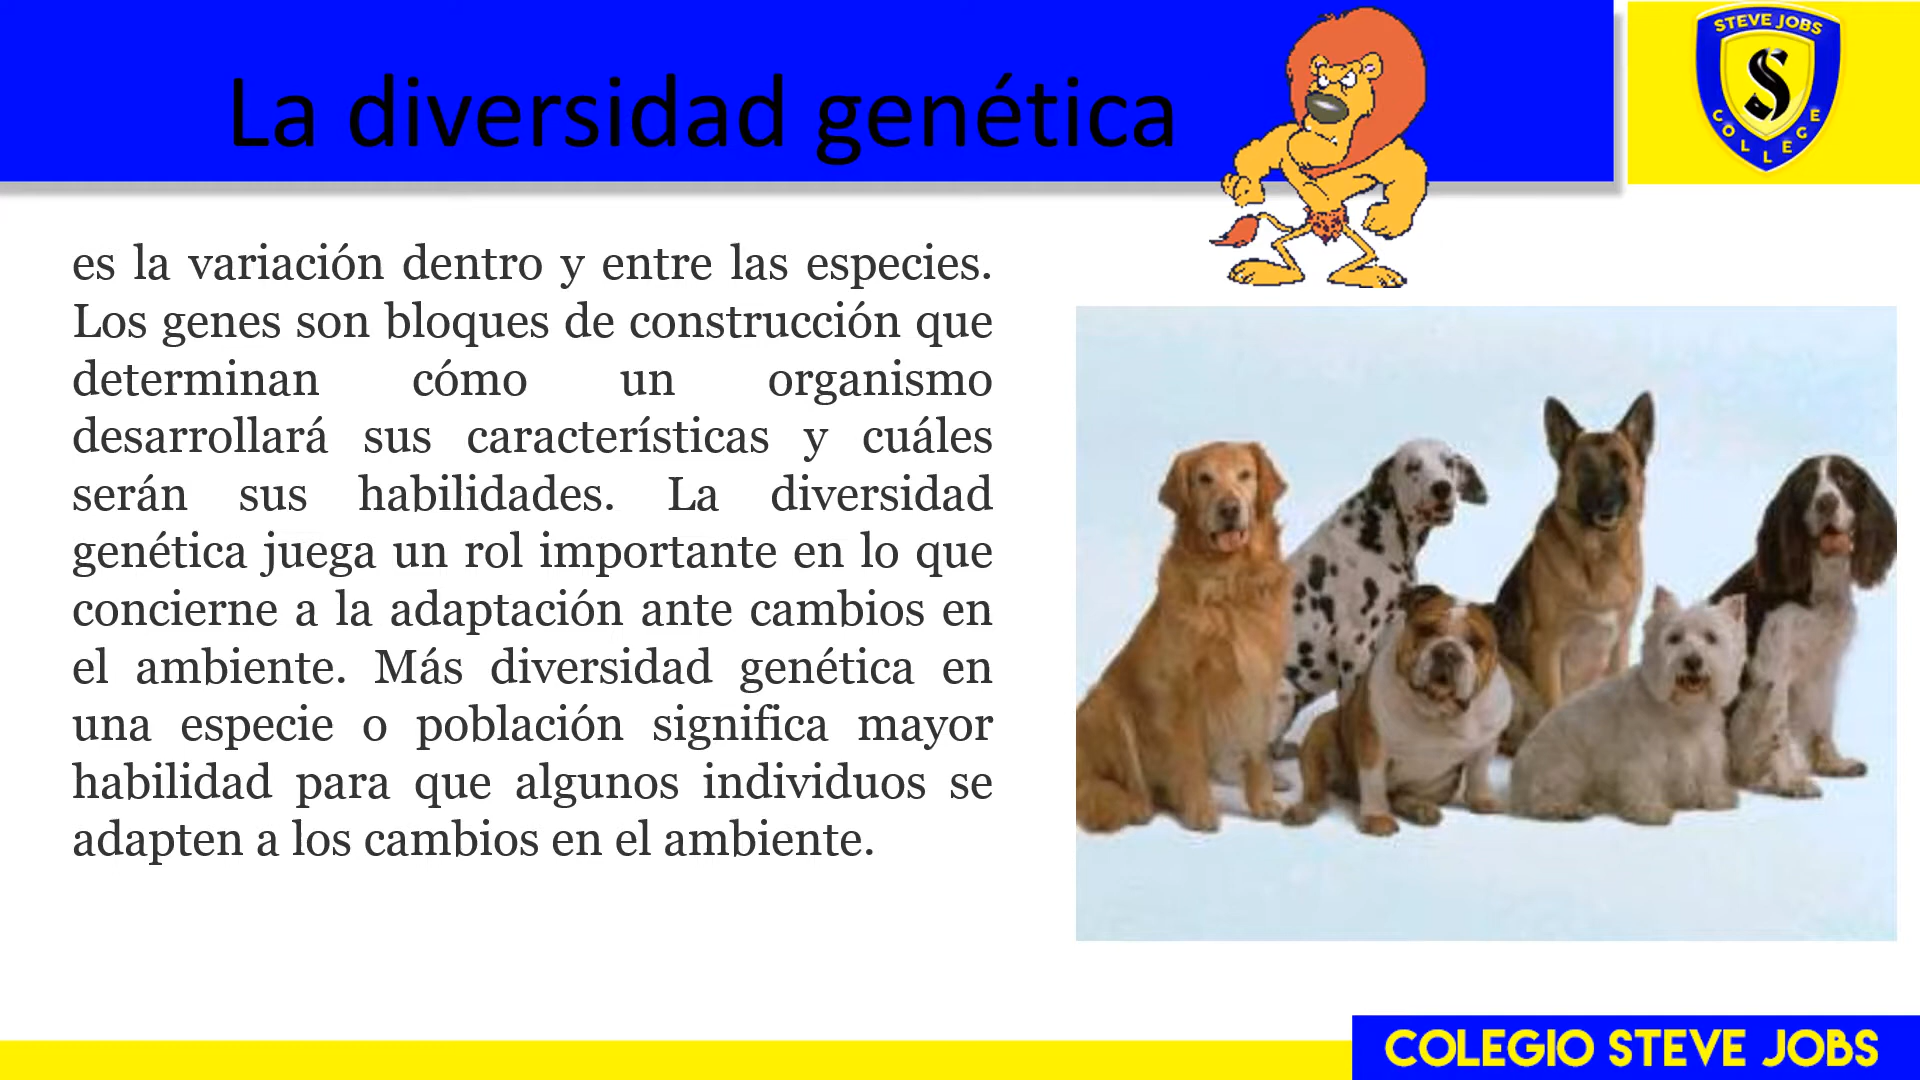 La diversidad genética
STEVE JOBS
S
COLLEGE
es la variación dentro y entre las especies.
Los genes son bloques de construcción que
determinan cómo un organismo
desarrollará sus características y cuáles
serán sus habilidades. La diversidad
genética juega un rol importante en lo que
concierne a la adaptación ante cambios en
el ambiente. Más diversidad genética en
una especie o población significa mayor
habilidad para que algunos individuos se
adapten a los cambios en el ambiente.
COLEGIO STEVE JOBS